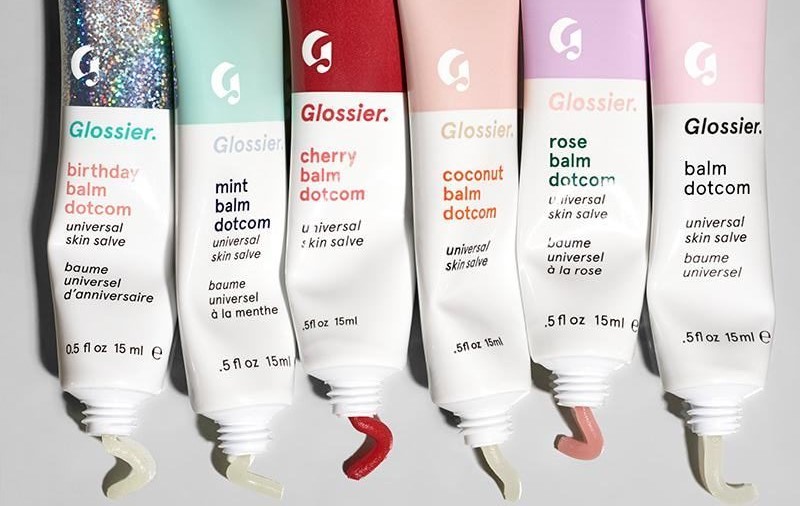 G
Glossier.
birthday
balm
dotcom
universal
skin salve
baume
universel
d'anniversaire
0.5 fl oz 15 ml e
G
Glossier.
mint
balm
dotcom
universal
skin salve
baume
universel
à la menthe
.5 fl oz 15ml
G
Glossier.
cherry
balm
dotcom
universal
skin salve
.5fl oz 15ml
G
Glossier.
coconut
balm
dotcom
universal
skin salve
.5fl oz 15ml
G
Glossier.
rose
balm
dotcom
universal
skin salve
baume
universel
à la rose
.5fl oz 15ml e
G
Glossier.
balm
dotcom
universal
skin salve
baume
universel
.5fl oz 15ml e